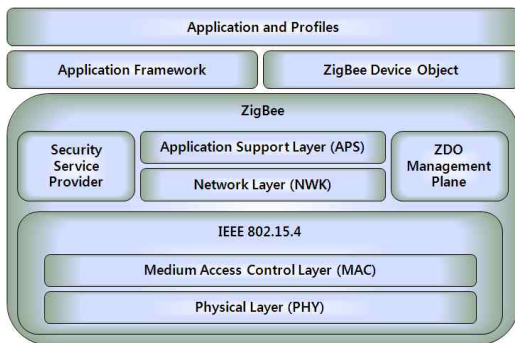 Application and Profiles
Application Framework
ZigBee Device Object
ZigBee
Security
Service
Provider
Application Support Layer (APS)
Network Layer (NWK)
ZDO
Management
Plane
IEEE 802.15.4
Medium Access Control Layer (MAC)
Physical Layer (PHY)